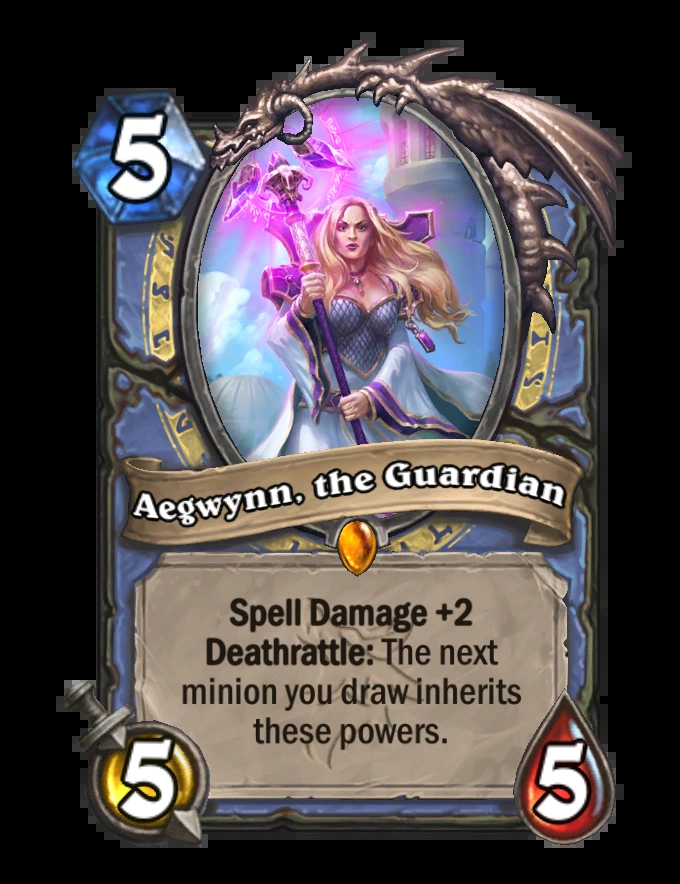 5
Aegwynn, the Guardian
Spell Damage +2
Deathrattle: The next
minion you draw inherits
these powers.
5
5